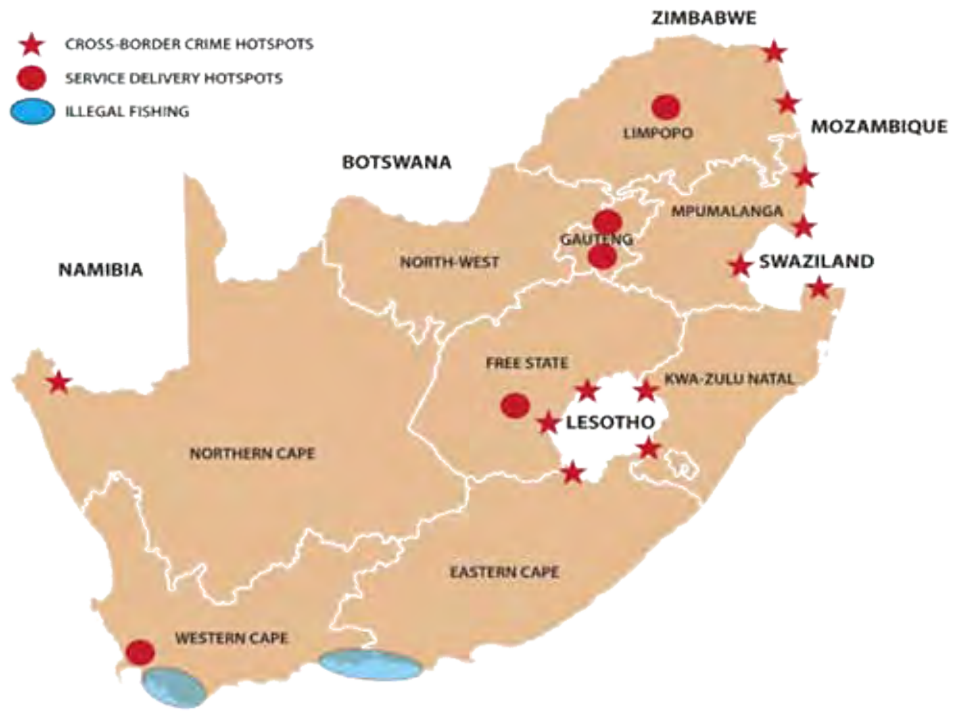 ZIMBABWE
CROSS-BORDER CRIME HOTSPOTS
SERVICE DELIVERY HOTSPOTS
ILLEGAL FISHING
LIMPOPO
MOZAMBIQUE
BOTSWANA
MPUMALANGA
GAUTENG
NORTH-WEST
SWAZILAND
NAMIBIA
FREE STATE
KWA-ZULU NATAL
LESOTHO
NORTHERN CAPE
EASTERN CAPE
WESTERN CAPE